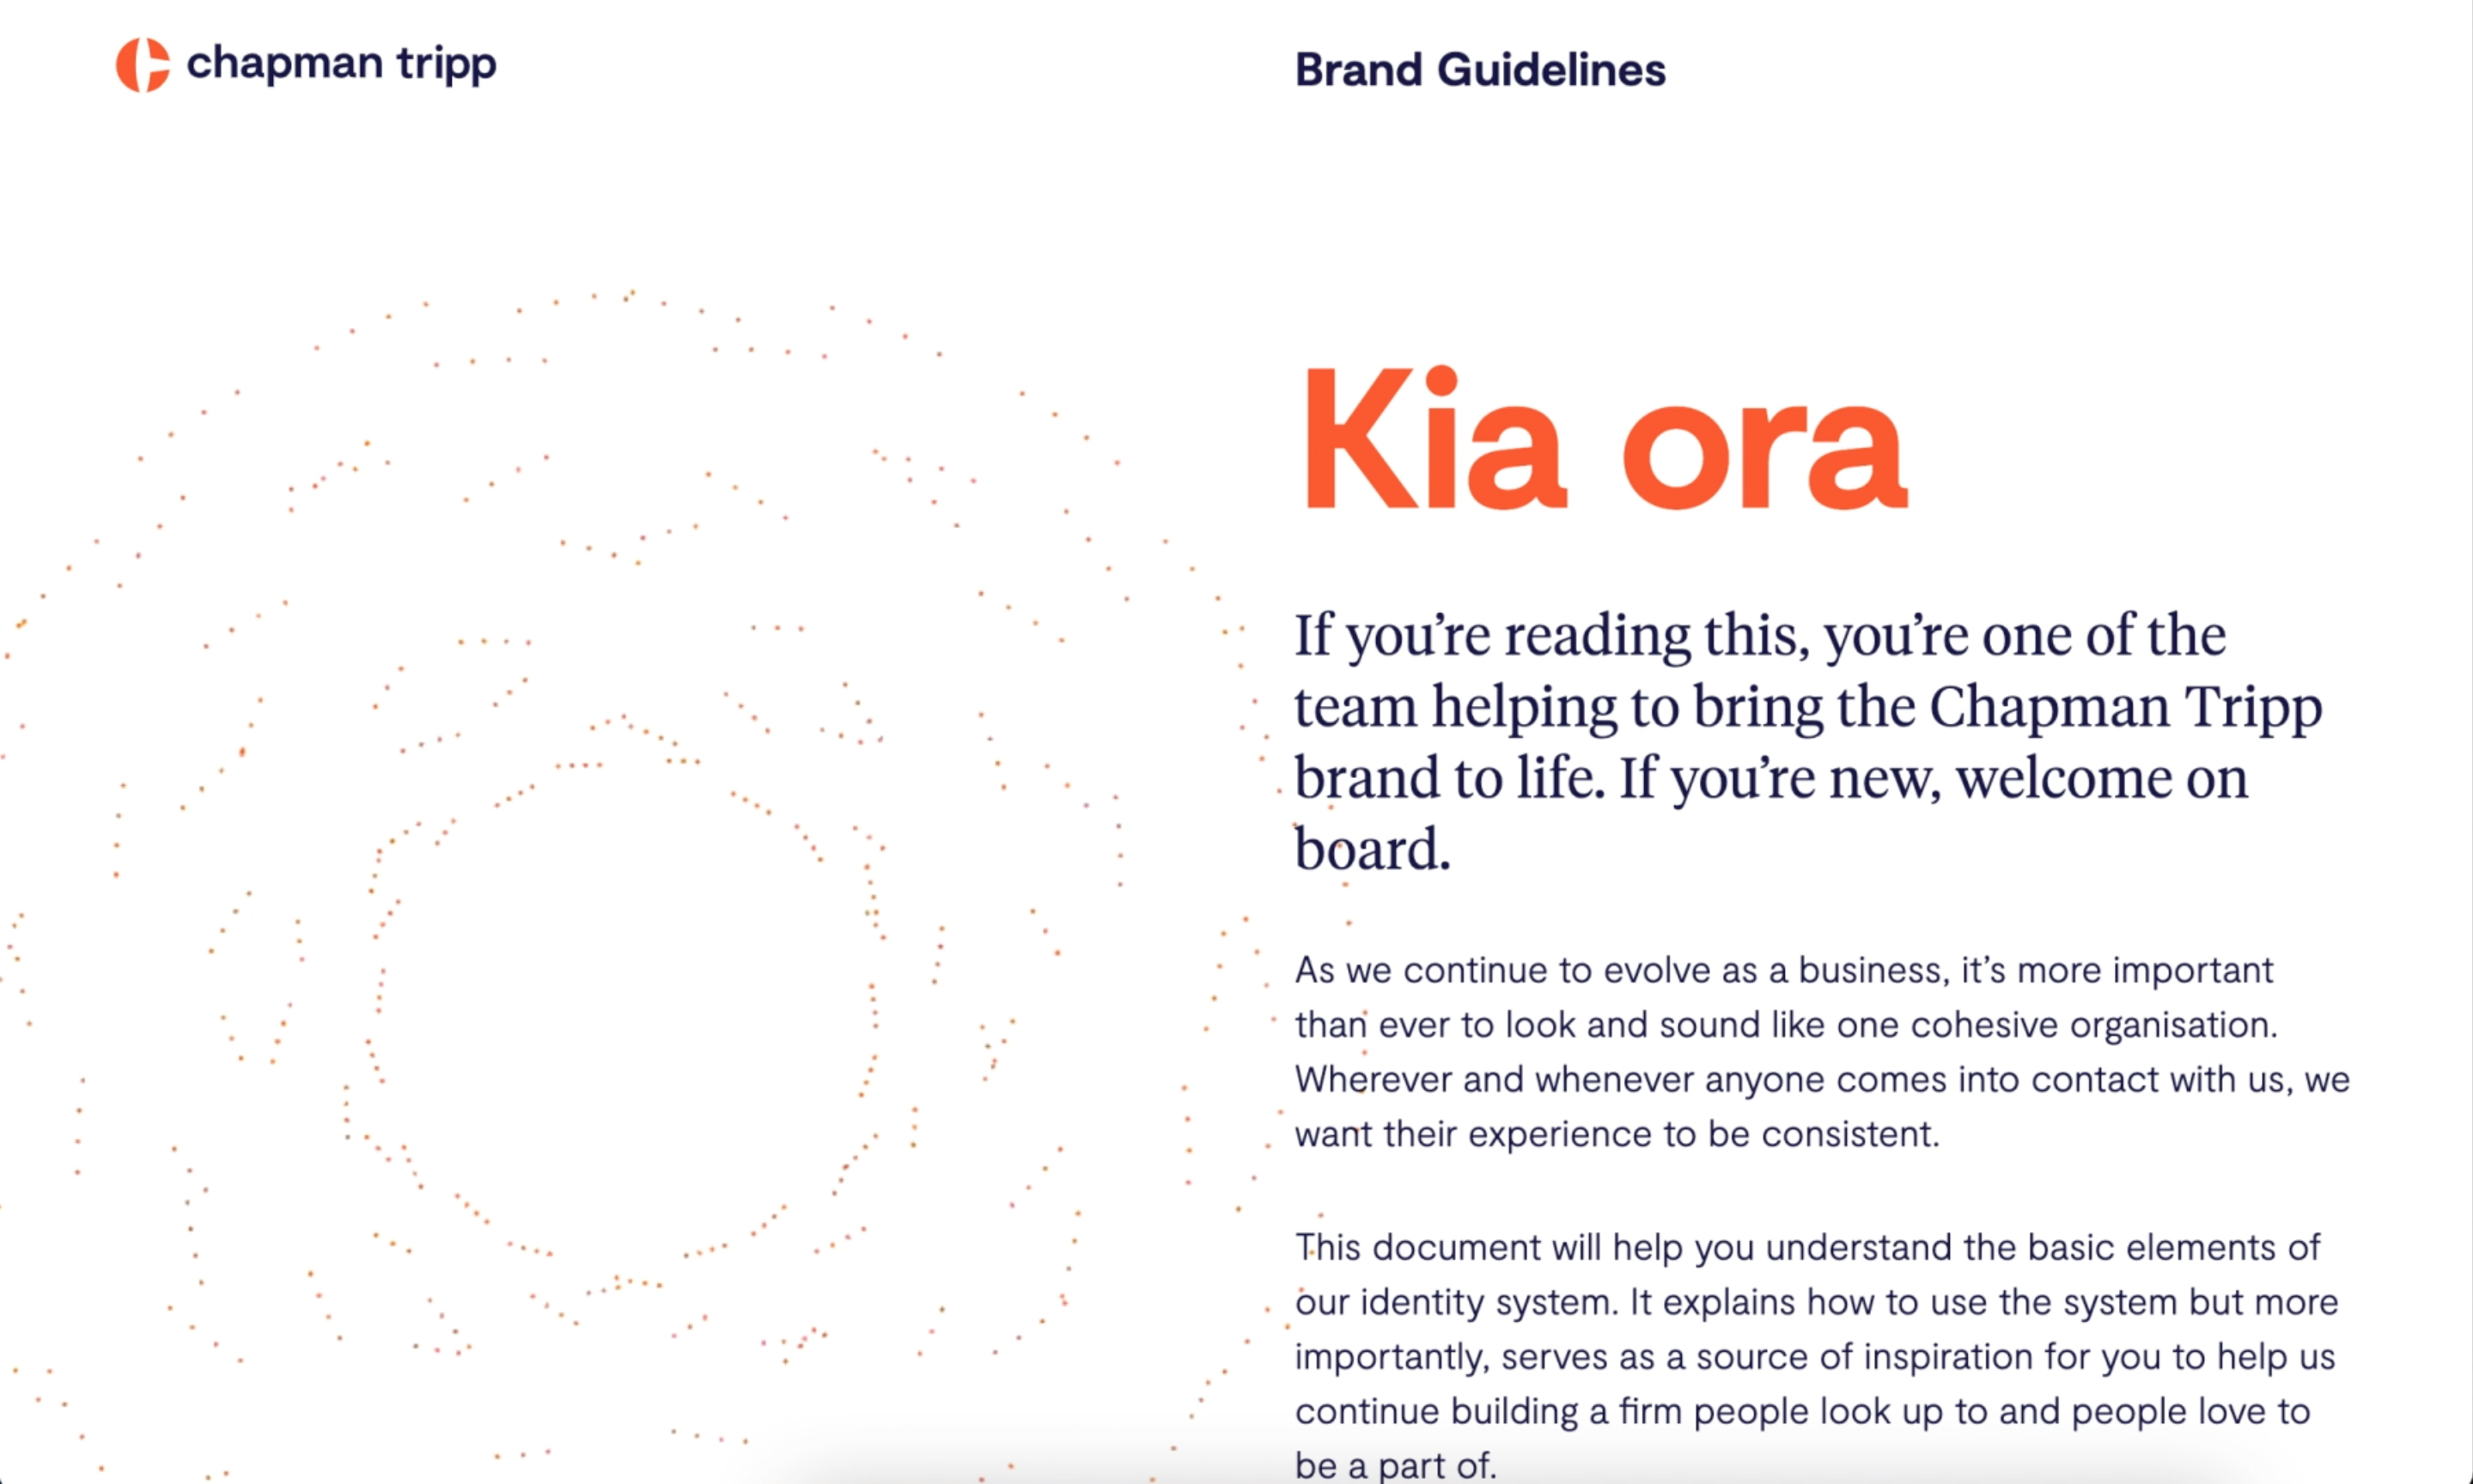 chapman tripp
Brand Guidelines
Kia ora
If you’re reading this, you’re one of the
team helping to bring the Chapman Tripp
brand to life. If you’re new, welcome on
board.
As we continue to evolve as a business, it’s more important
than ever to look and sound like one cohesive organisation.
Wherever and whenever anyone comes into contact with us, we
want their experience to be consistent.
This document will help you understand the basic elements of
our identity system. It explains how to use the system but more
importantly, serves as a source of inspiration for you to help us
continue building a firm people look up to and people love to
be a part of.